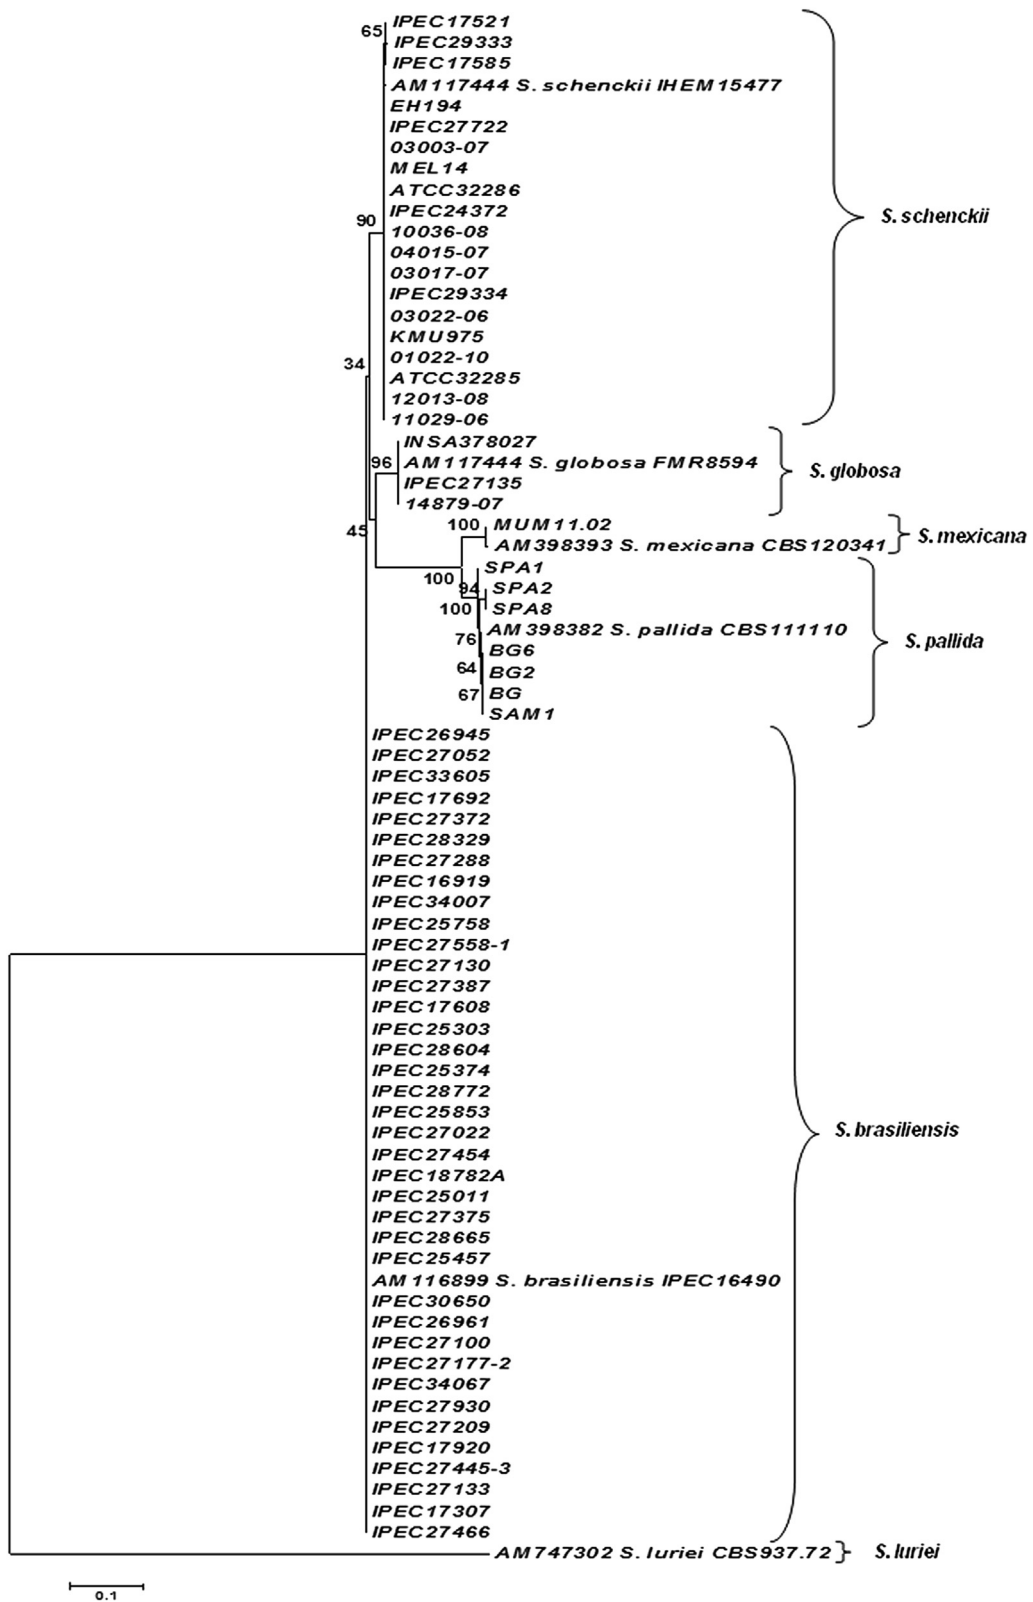 IPEC17521
65
IPEC29333
IPEC17585
AM117444 S. schenckii IHEM15477
EH194
IPEC27722
03003-07
MEL14
ATCC32286
IPEC24372
90
S. schenckii
10036-08
04015-07
03017-07
IPEC29334
03022-06
KMU975
01022-10
34
ATCC32285
12013-08
11029-06
INSA378027
96
AM117444 S. globosa FMR8594
S. globosa
IPEC27135
14879-07
100
MUM11.02
45
S. mexicana
AM398393 S. mexicana CBS120341
SPA1
100
94
SPA2
100
SPA8
AM398382 S. pallida CBS111110
76
S. pallida
BG6
64
BG2
67
BG
SAM1
IPEC26945
IPEC27052
IPEC33605
IPEC17692
IPEC27372
IPEC28329
IPEC27288
IPEC16919
IPEC34007
IPEC25758
IPEC27558-1
IPEC27130
IPEC27387
IPEC17608
IPEC25303
IPEC28604
IPEC25374
IPEC28772
IPEC25853
IPEC27022
S. brasiliensis
IPEC27454
IPEC18782A
IPEC25011
IPEC27375
IPEC28665
IPEC25457
AM116899 S. brasiliensis IPEC16490
IPEC30650
IPEC26961
IPEC27100
IPEC27177-2
IPEC34067
IPEC27930
IPEC27209
IPEC17920
IPEC27445-3
IPEC27133
IPEC17307
IPEC27466
AM747302 S. luriei CBS937.72
S. luriei
0.1